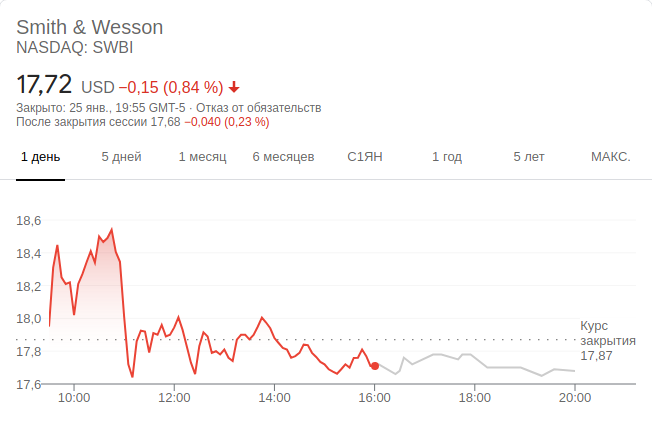 Smith & Wesson
NASDAQ: SWBI
17,72 USD −0,15 (0,84 %)
Закрыто: 25 янв., 19:55 GMT-5 · Отказ от обязательств
После закрытия сессии 17,68 −0,040 (0,23 %)
1 день 5 дней 1 месяц 6 месяцев С1ЯН 1 год 5 лет МАКС.
18,6
18,4
18,2
18,0
Курс
закрытия
17,87
17,8
17,6
10:00 12:00 14:00 16:00 18:00 20:00